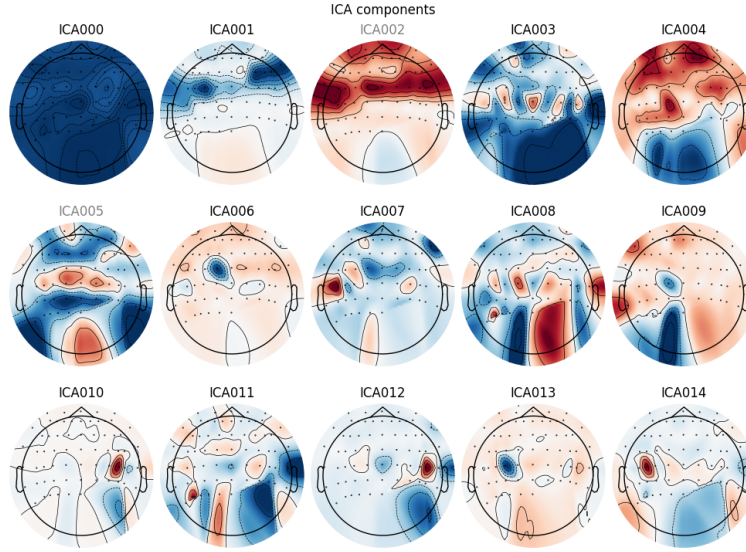 ICA components
ICA000 ICA001 ICA002 ICA003 ICA004
ICA005 ICA006 ICA007 ICA008 ICA009
ICA010 ICA011 ICA012 ICA013 ICA014